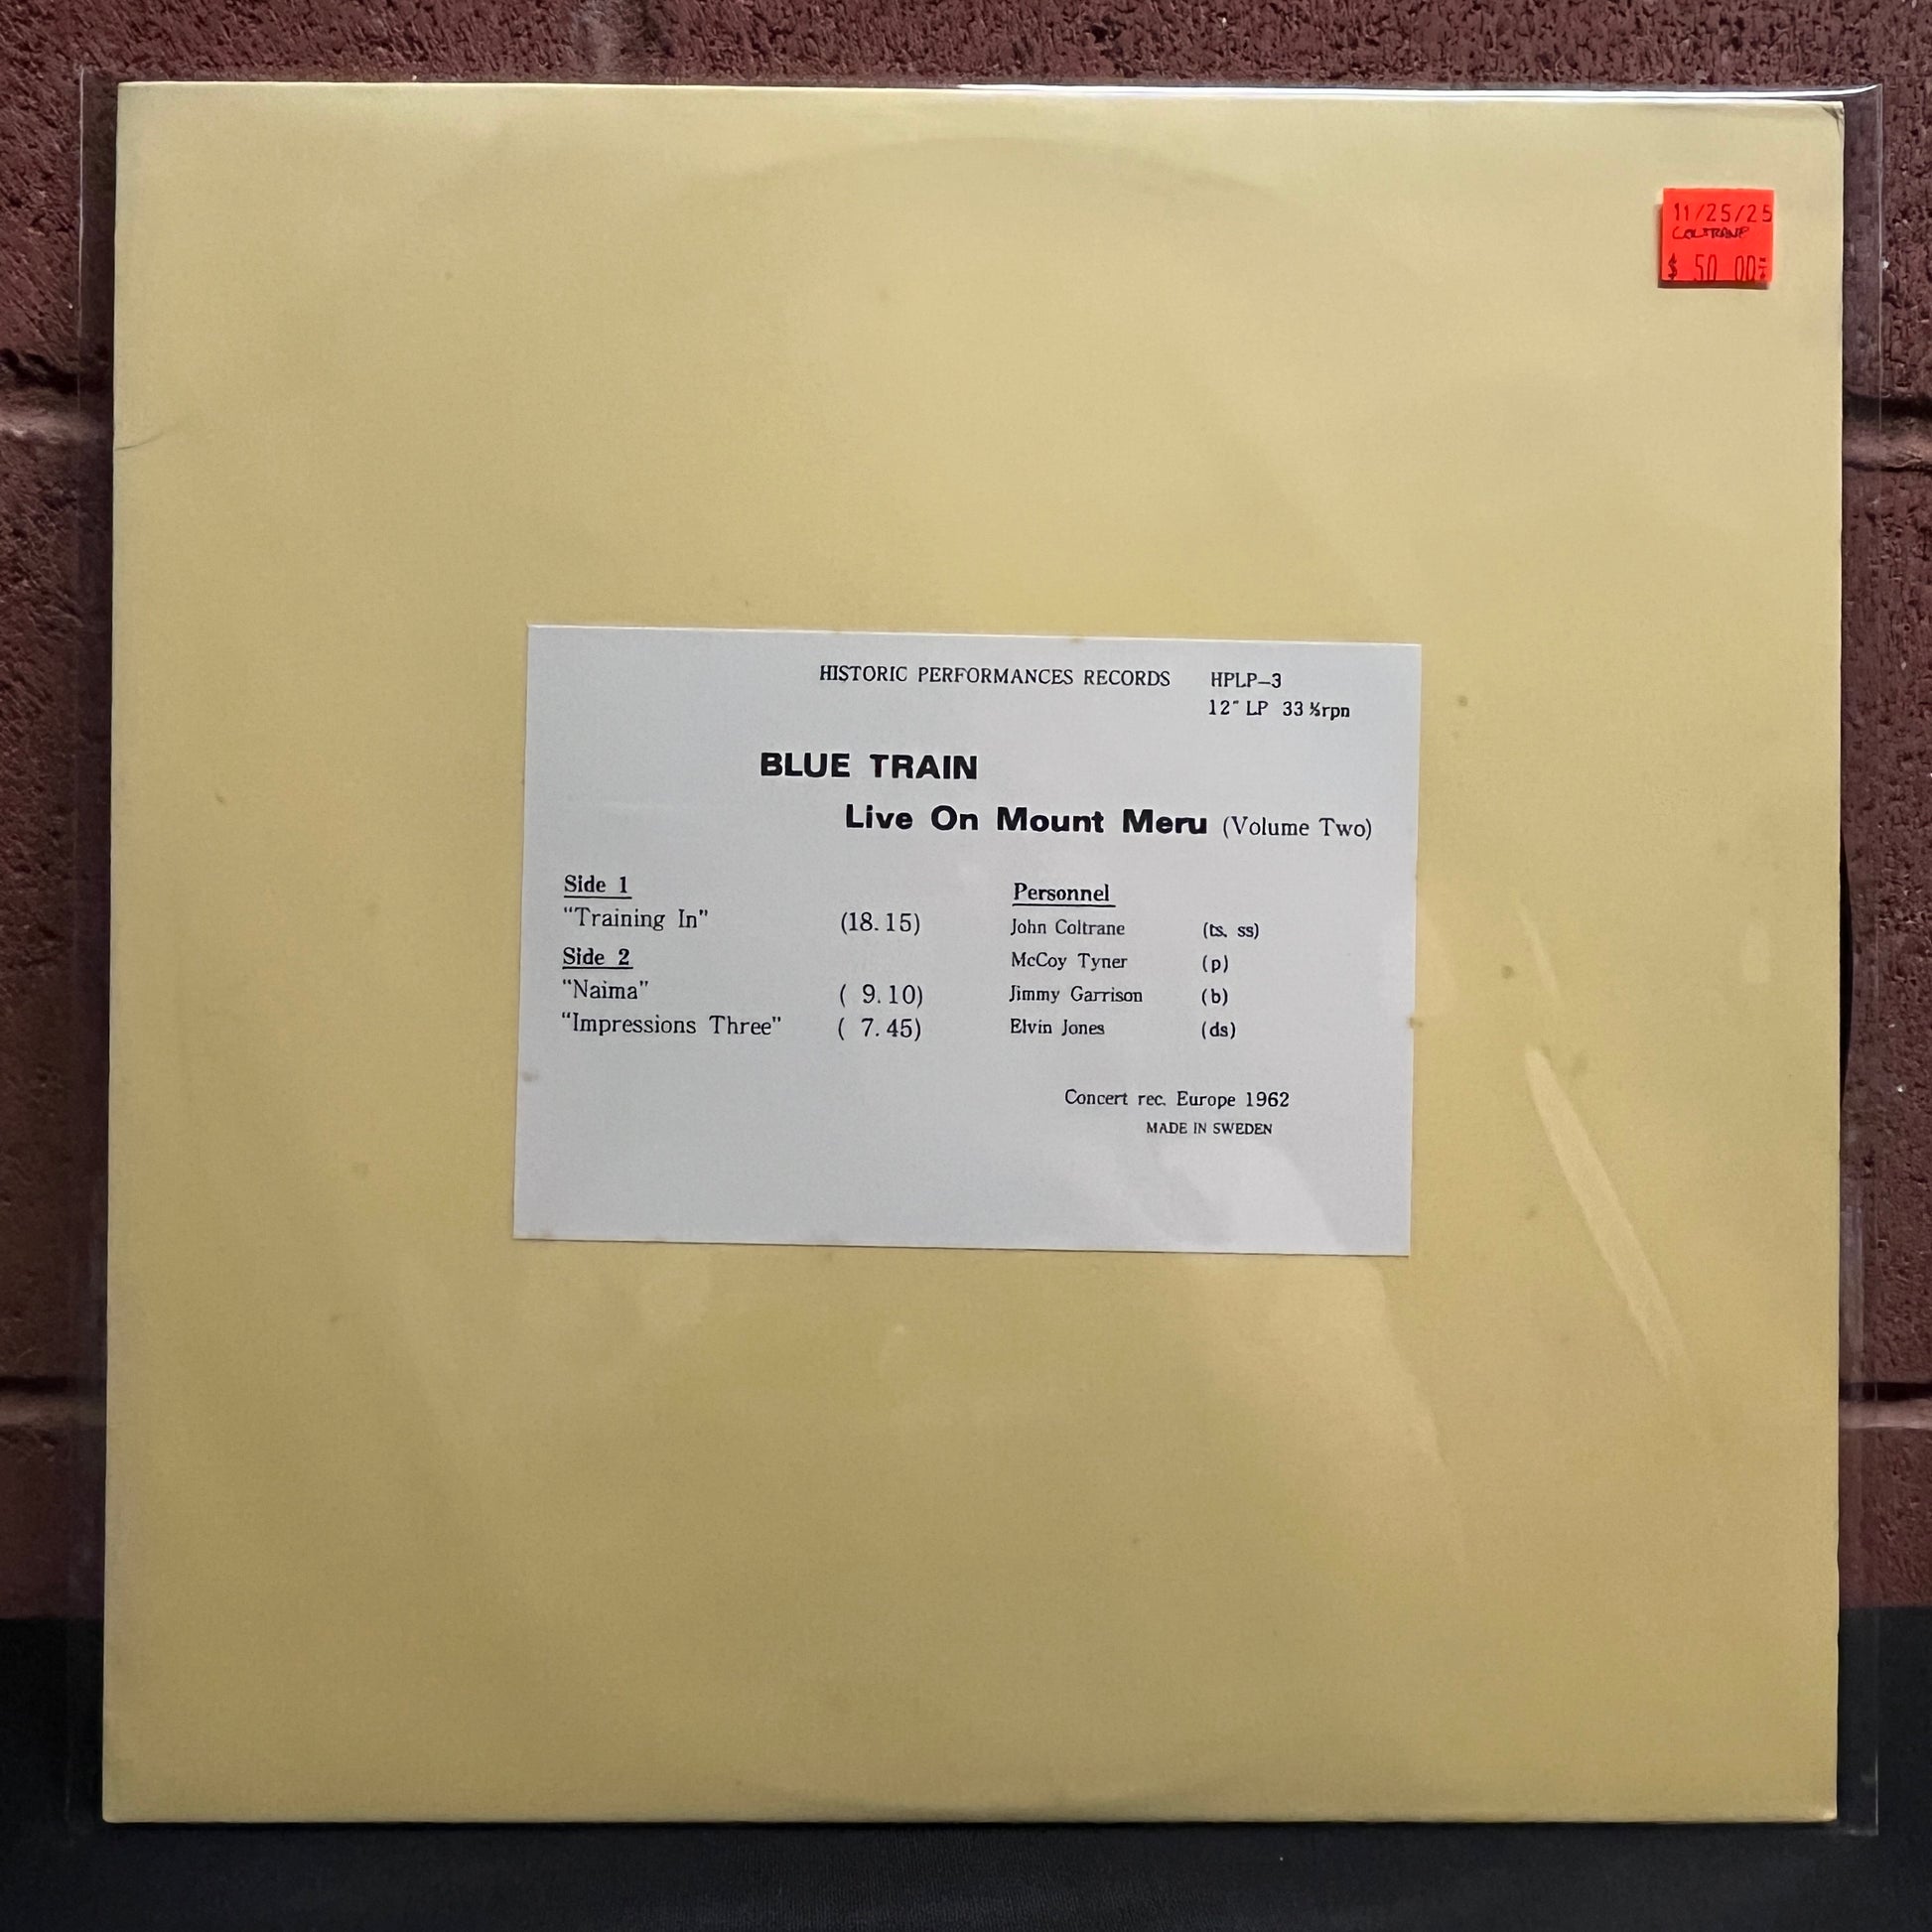 11/25/25
COLTRANE
$ 50.00
HISTORIC PERFORMANCES RECORDS HPLP-3
12" LP 33 ⅓rpn
BLUE TRAIN
Live On Mount Meru (Volume Two)
Side 1
"Training In" (18.15)
Side 2
"Naima" ( 9.10)
"Impressions Three" ( 7.45)
Personnel
John Coltrane (ts. ss)
McCoy Tyner (p)
Jimmy Garrison (b)
Elvin Jones (ds)
Concert rec. Europe 1962
MADE IN SWEDEN